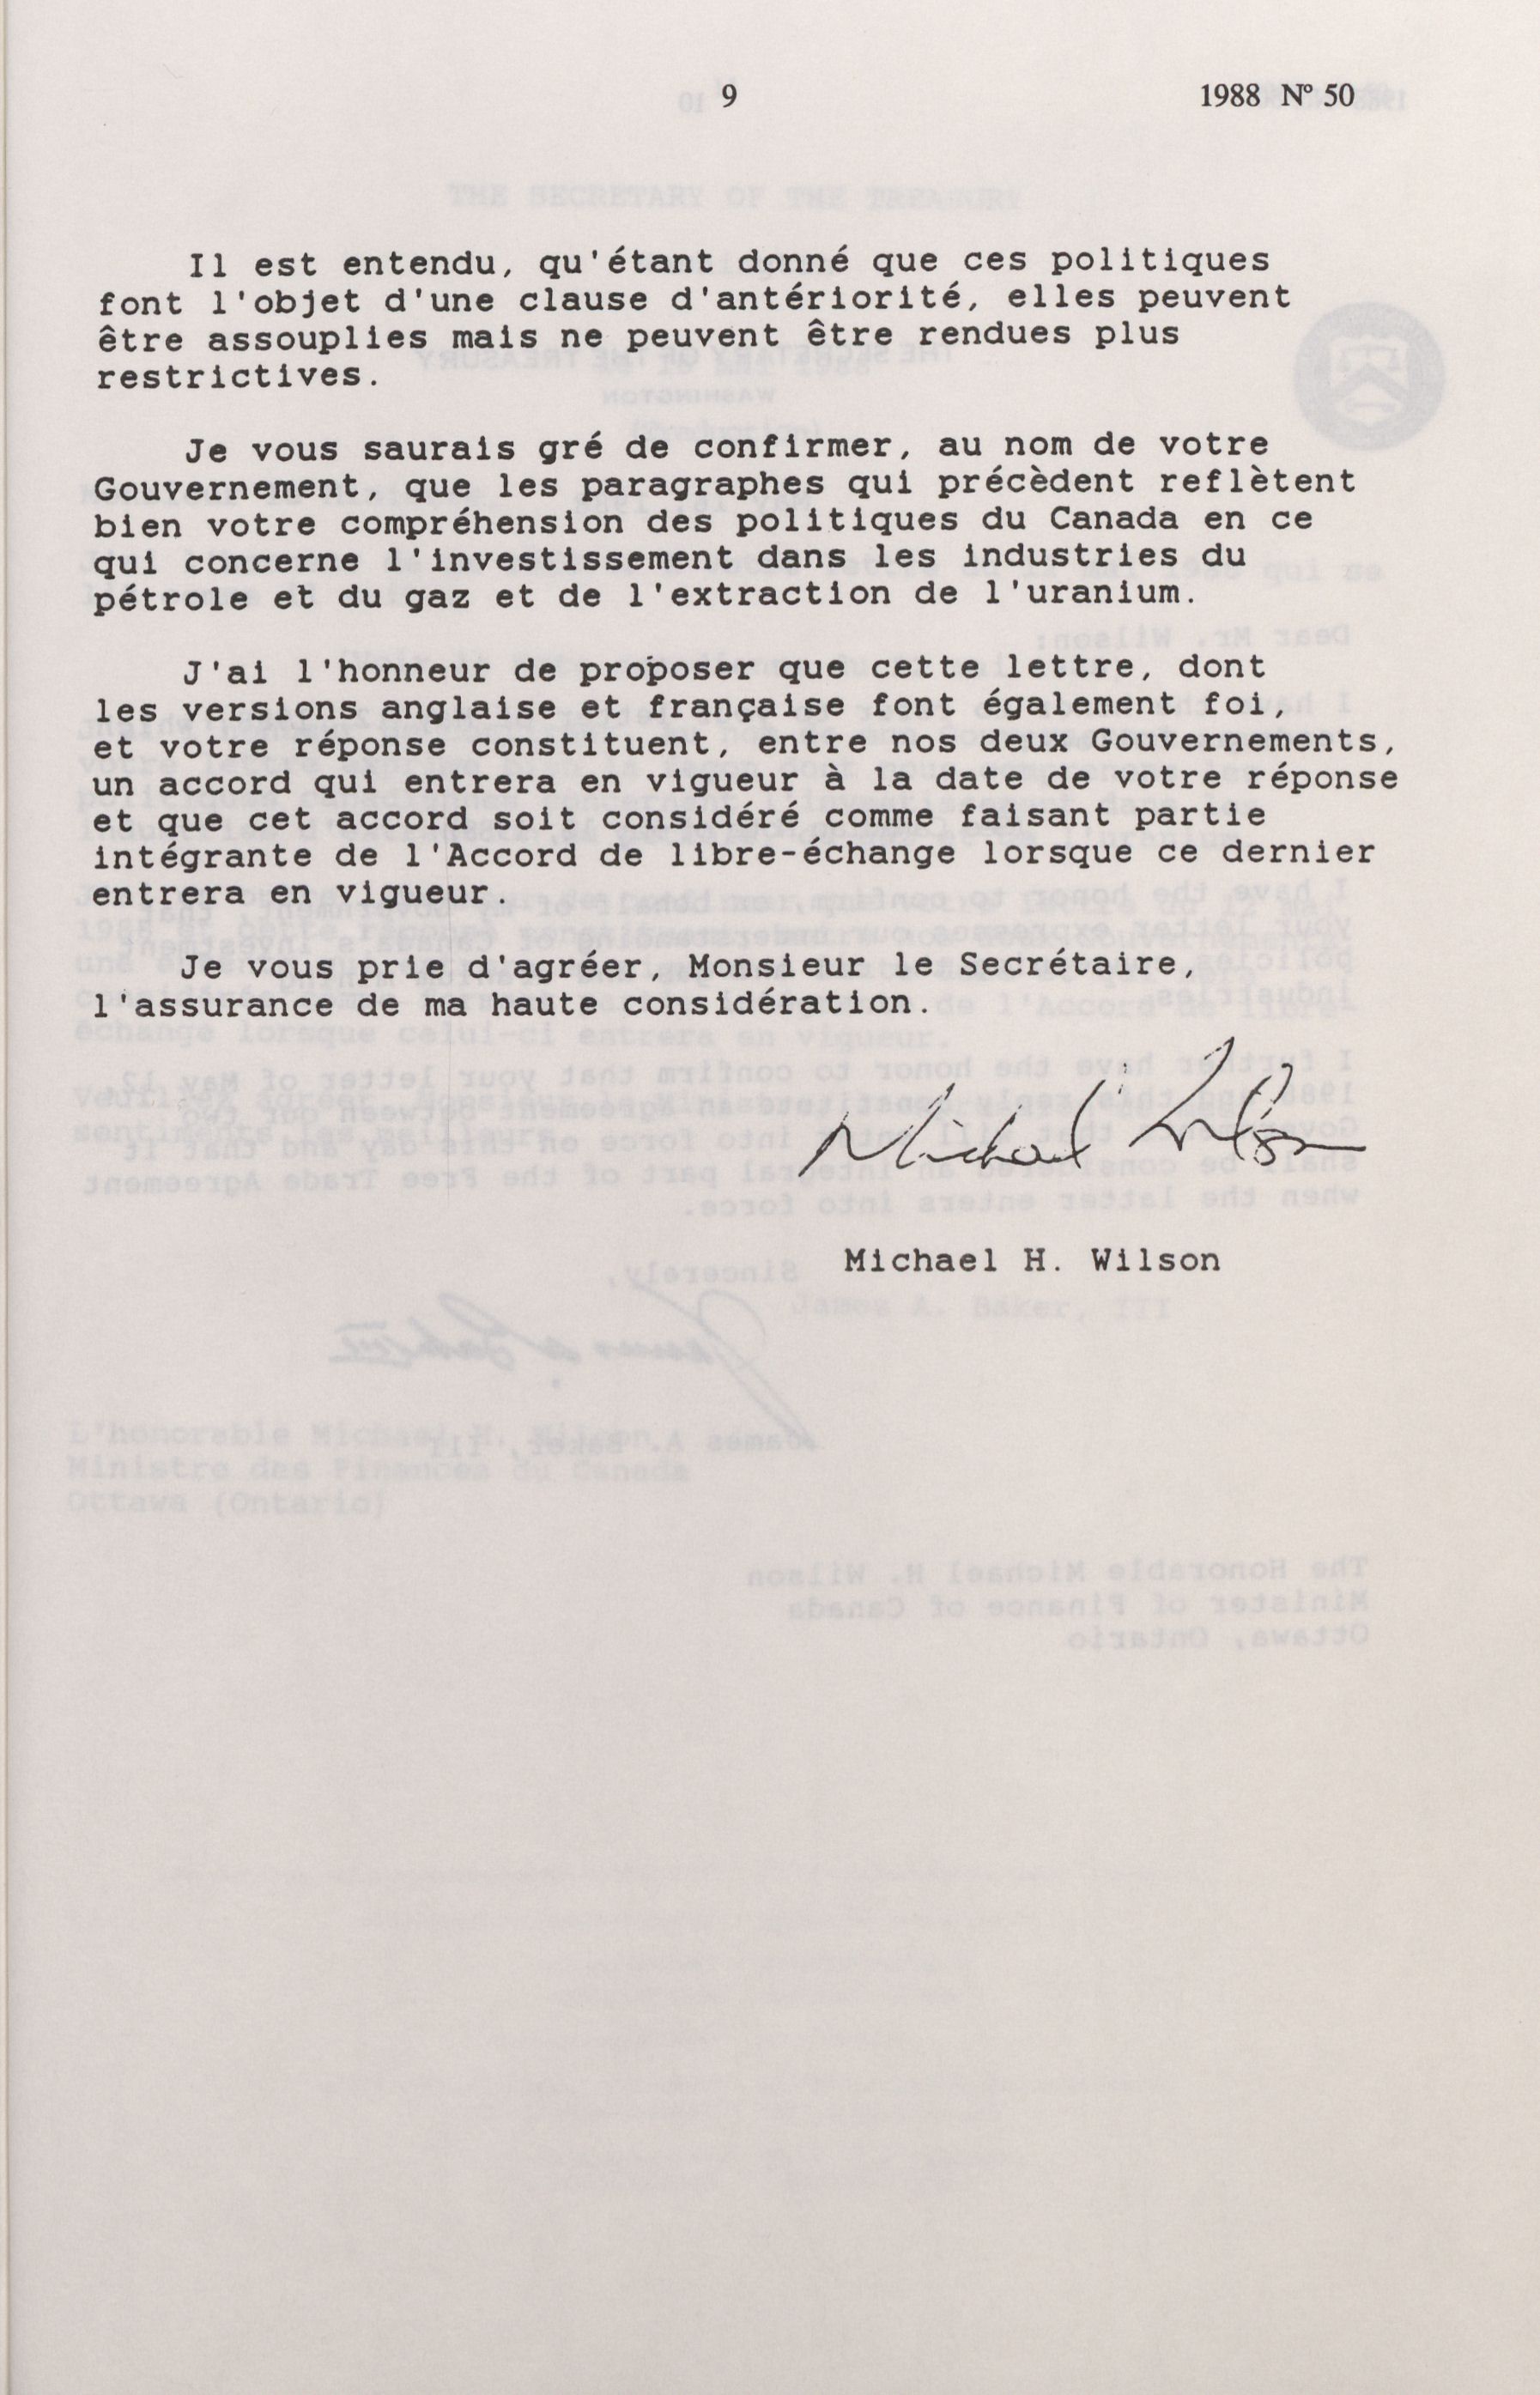 9
1988 Nº 50
Il est entendu, qu'étant donné que ces politiques
font l'objet d'une clause d'antériorité, elles peuvent
être assouplies mais ne peuvent être rendues plus
restrictives.
Je vous saurais gré de confirmer, au nom de votre
Gouvernement, que les paragraphes qui précèdent reflètent
bien votre compréhension des politiques du Canada en ce
qui concerne l'investissement dans les industries du
pétrole et du gaz et de l'extraction de l'uranium.
J'ai l'honneur de proposer que cette lettre, dont
les versions anglaise et française font également foi,
et votre réponse constituent, entre nos deux Gouvernements,
un accord qui entrera en vigueur à la date de votre réponse
et que cet accord soit considéré comme faisant partie
intégrante de l'Accord de libre-échange lorsque ce dernier
entrera en vigueur.
Je vous prie d'agréer, Monsieur le Secrétaire,
l'assurance de ma haute considération.
Michael Wilson
Michael H. Wilson